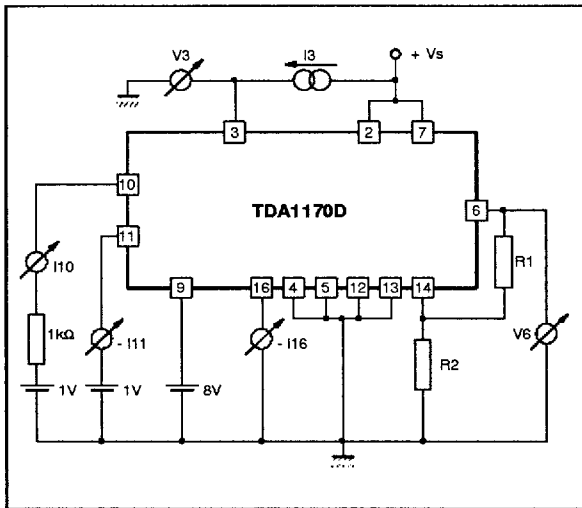 V3 I3 + Vs
3 2 7
10
TDA1170D
6
11
R1
I10
9 16 4 5 12 13 14
1kΩ - I11 - I16 V6
R2
1V 1V 8V